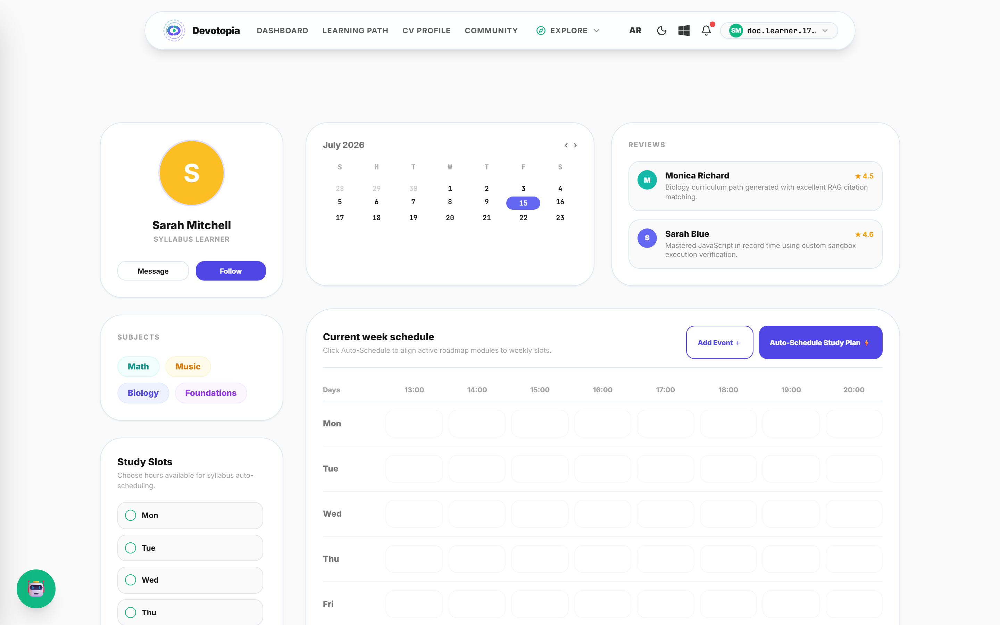 Devotopia
DASHBOARD
LEARNING PATH
CV PROFILE
COMMUNITY
EXPLORE
AR
SM
doc.learner.17…
S
Sarah Mitchell
SYLLABUS LEARNER
Message
Follow
July 2026
‹ ›
S M T W T F S
28 29 30 1 2 3 4
5 6 7 8 9 15 16
17 18 19 20 21 22 23
REVIEWS
M
Monica Richard
★ 4.5
Biology curriculum path generated with excellent RAG citation
matching.
S
Sarah Blue
★ 4.6
Mastered JavaScript in record time using custom sandbox
execution verification.
SUBJECTS
Math
Music
Biology
Foundations
Study Slots
Choose hours available for syllabus auto-
scheduling.
Mon
Tue
Wed
Thu
Current week schedule
Click Auto-Schedule to align active roadmap modules to weekly slots.
Add Event +
Auto-Schedule Study Plan ⚡
Days 13:00 14:00 15:00 16:00 17:00 18:00 19:00 20:00
Mon
Tue
Wed
Thu
Fri